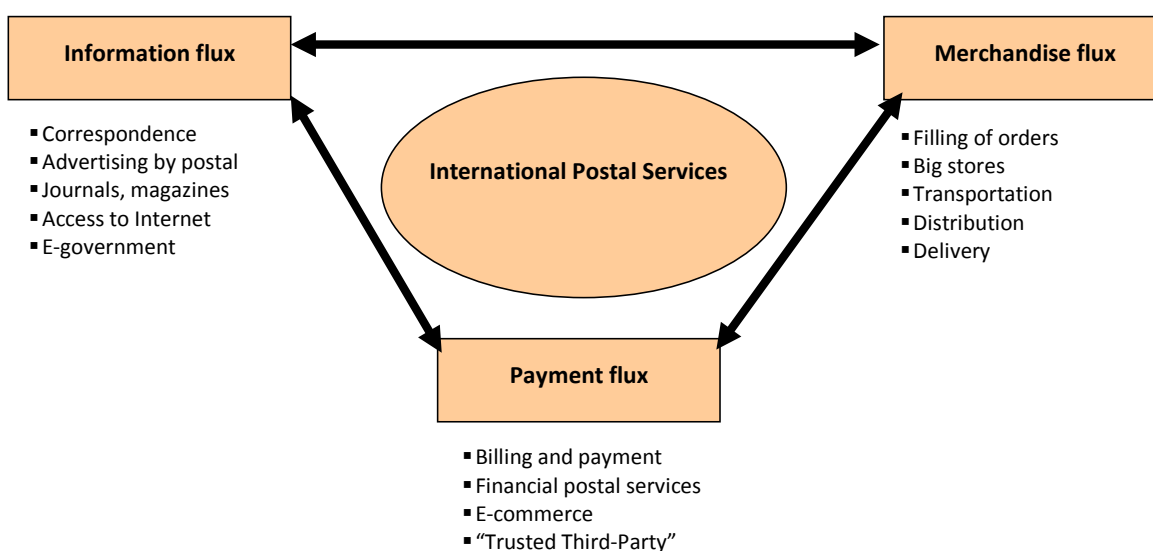 Information flux
Merchandise flux
International Postal Services
▪ Correspondence
▪ Advertising by postal
▪ Journals, magazines
▪ Access to Internet
▪ E-government
▪ Filling of orders
▪ Big stores
▪ Transportation
▪ Distribution
▪ Delivery
Payment flux
▪ Billing and payment
▪ Financial postal services
▪ E-commerce
▪ “Trusted Third-Party”